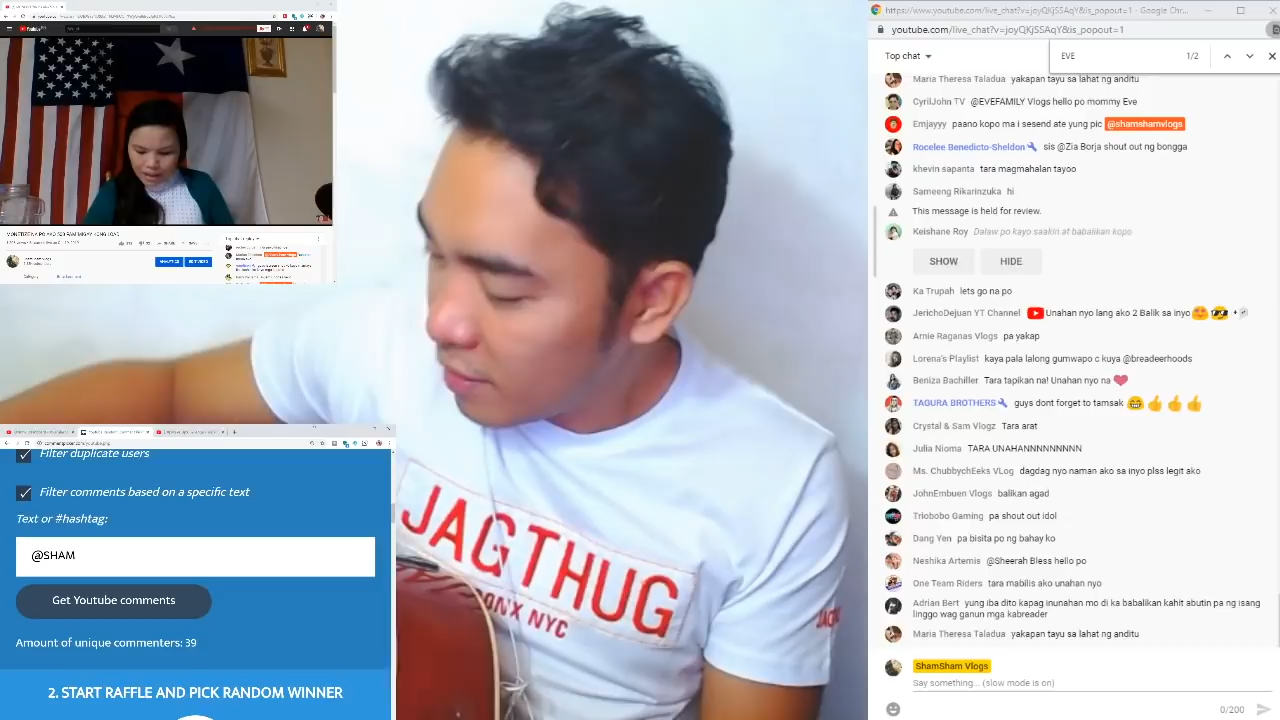 YouTube
MONETIZE NA PO AKO
SHARE
SAVE
ANALYTICS
EDIT VIDEO
Filter duplicate users
Filter comments based on a specific text
Text or #hashtag:
@SHAM
Get Youtube comments
Amount of unique commenters: 39
2. START RAFFLE AND PICK RANDOM WINNER
JAGTHUG
NYC
https://www.youtube.com/live_chat?v=joyQKjSSAqY&is_popout=1 - Google Chr...
youtube.com/live_chat?v=joyQKjSSAqY&is_popout=1
Top chat
EVE 1/2
Maria Theresa Taladua yakapan tayu sa lahat ng anditu
CyrilJohn TV @EVEFAMILY Vlogs hello po mommy Eve
Emjayyy paano kopo ma i sesend ate yung pic @shamshamvlogs
Rocelee Benedicto-Sheldon sis @Zia Borja shout out ng bongga
khevin sapanta tara magmahalan tayoo
Sameeng Rikarinzuka hi
This message is held for review.
Keishane Roy Dalaw po kayo saakin at babalikan kopo
SHOW HIDE
Ka Trupah lets go na po
JerichoDejuan YT Channel Unahan nyo lang ako 2 Balik sa inyo
Arnie Raganas Vlogs pa yakap
Lorena's Playlist kaya pala lalong gumwapo c kuya @breaderhoods
Beniza Bachiller Tara tapikan na! Unahan nyo na
TAGURA BROTHERS guys dont forget to tamsak
Crystal & Sam Vlogz Tara arat
Julia Nioma TARA UNAHANNNNNNNN
Ms. ChubbychEeks VLog dagdag nyo naman ako sa inyo plss legit ako
JohnEmbuen Vlogs balikan agad
Triobobo Gaming pa shout out idol
Dang Yen pa bisita po ng bahay ko
Neshika Artemis @Sheerah Bless hello po
One Team Riders tara mabilis ako unahan nyo
Adrian Bert yung iba dito kapag inunahan mo di ka babalikan kahit abutin pa ng isang
linggo wag ganun mga kabreader
Maria Theresa Taladua yakapan tayu sa lahat ng anditu
ShamSham Vlogs
Say something... (slow mode is on)
0/200